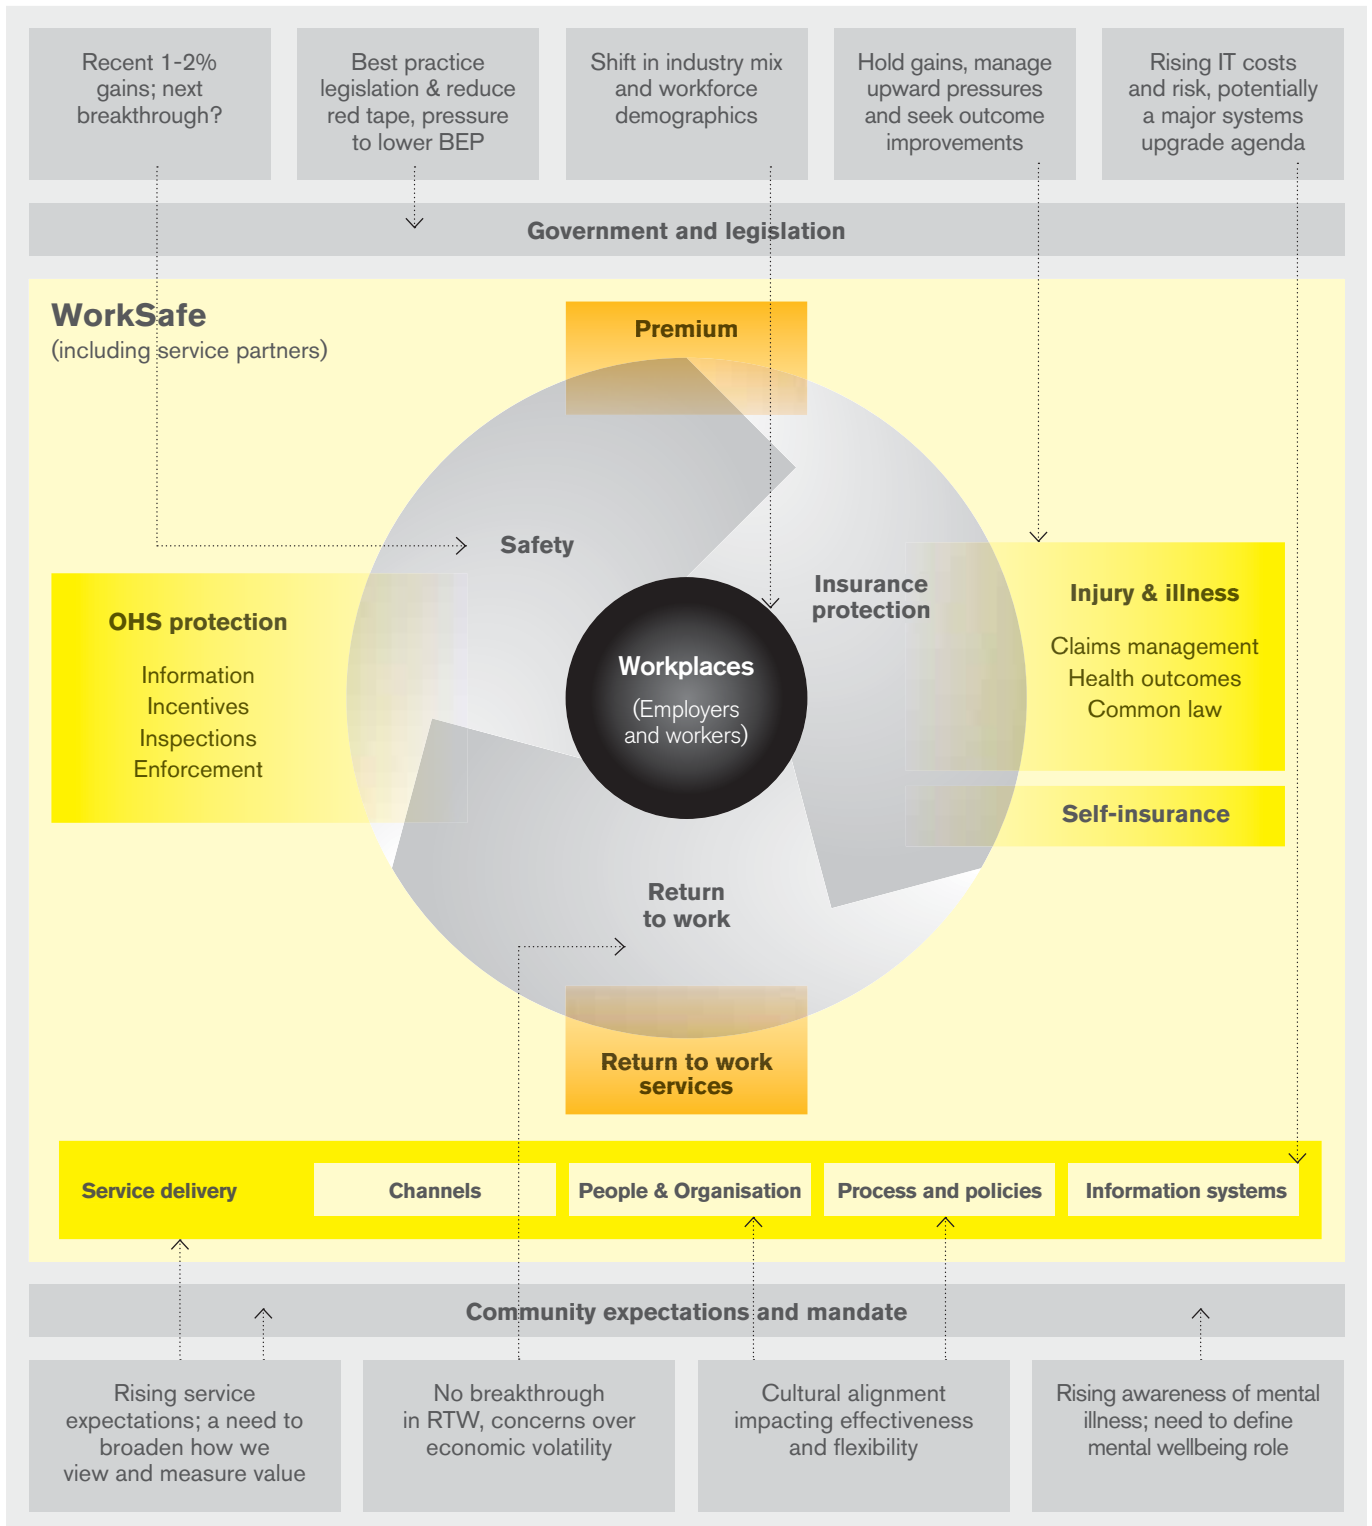 Recent 1-2%
gains; next
breakthrough?
Best practice
legislation & reduce
red tape, pressure
to lower BEP
Shift in industry mix
and workforce
demographics
Hold gains, manage
upward pressures
and seek outcome
improvements
Rising IT costs
and risk, potentially
a major systems
upgrade agenda
Government and legislation
WorkSafe
(including service partners)
Premium
Safety
Insurance
protection
OHS protection
Information
Incentives
Inspections
Enforcement
Workplaces
(Employers
and workers)
Injury & illness
Claims management
Health outcomes
Common law
Self-insurance
Return
to work
Return to work
services
Service delivery
Channels
People & Organisation
Process and policies
Information systems
Community expectations and mandate
Rising service
expectations; a need to
broaden how we
view and measure value
No breakthrough
in RTW, concerns over
economic volatility
Cultural alignment
impacting effectiveness
and flexibility
Rising awareness of mental
illness; need to define
mental wellbeing role